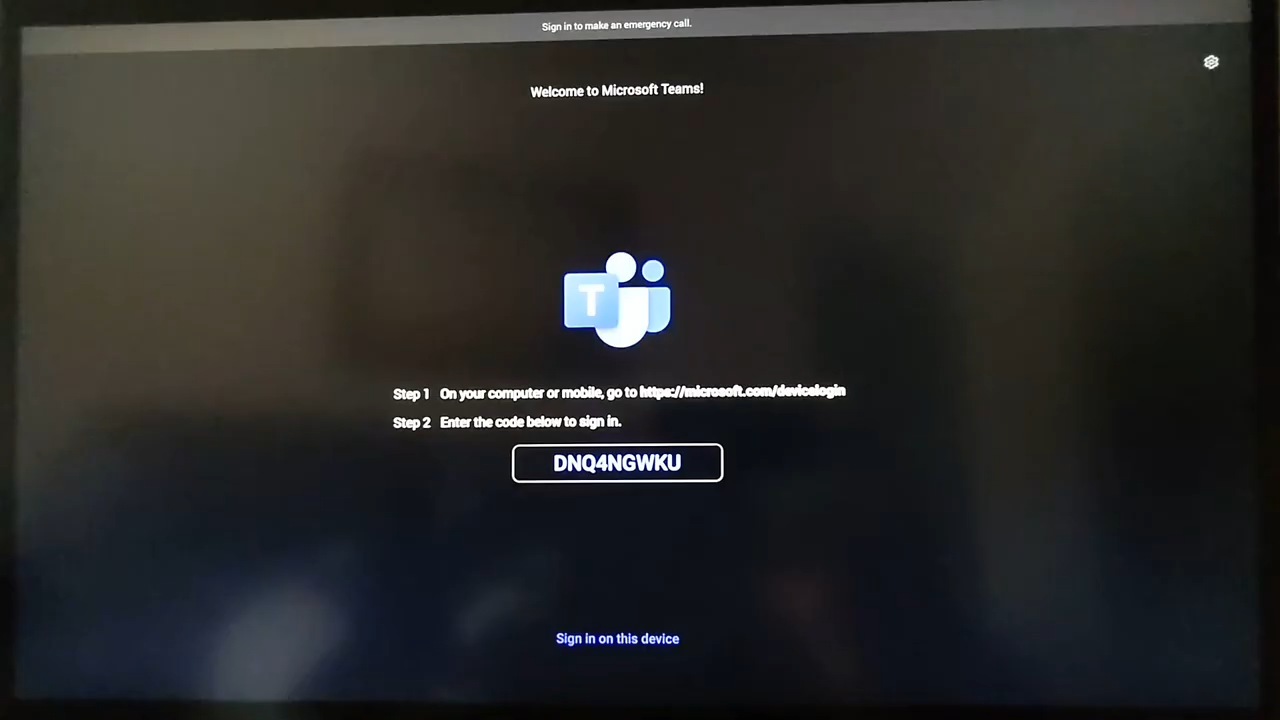 Sign in to make an emergency call.
Welcome to Microsoft Teams!
T
Step 1 On your computer or mobile, go to https://microsoft.com/devicelogin
Step 2 Enter the code below to sign in.
DNQ4NGWKU
Sign in on this device